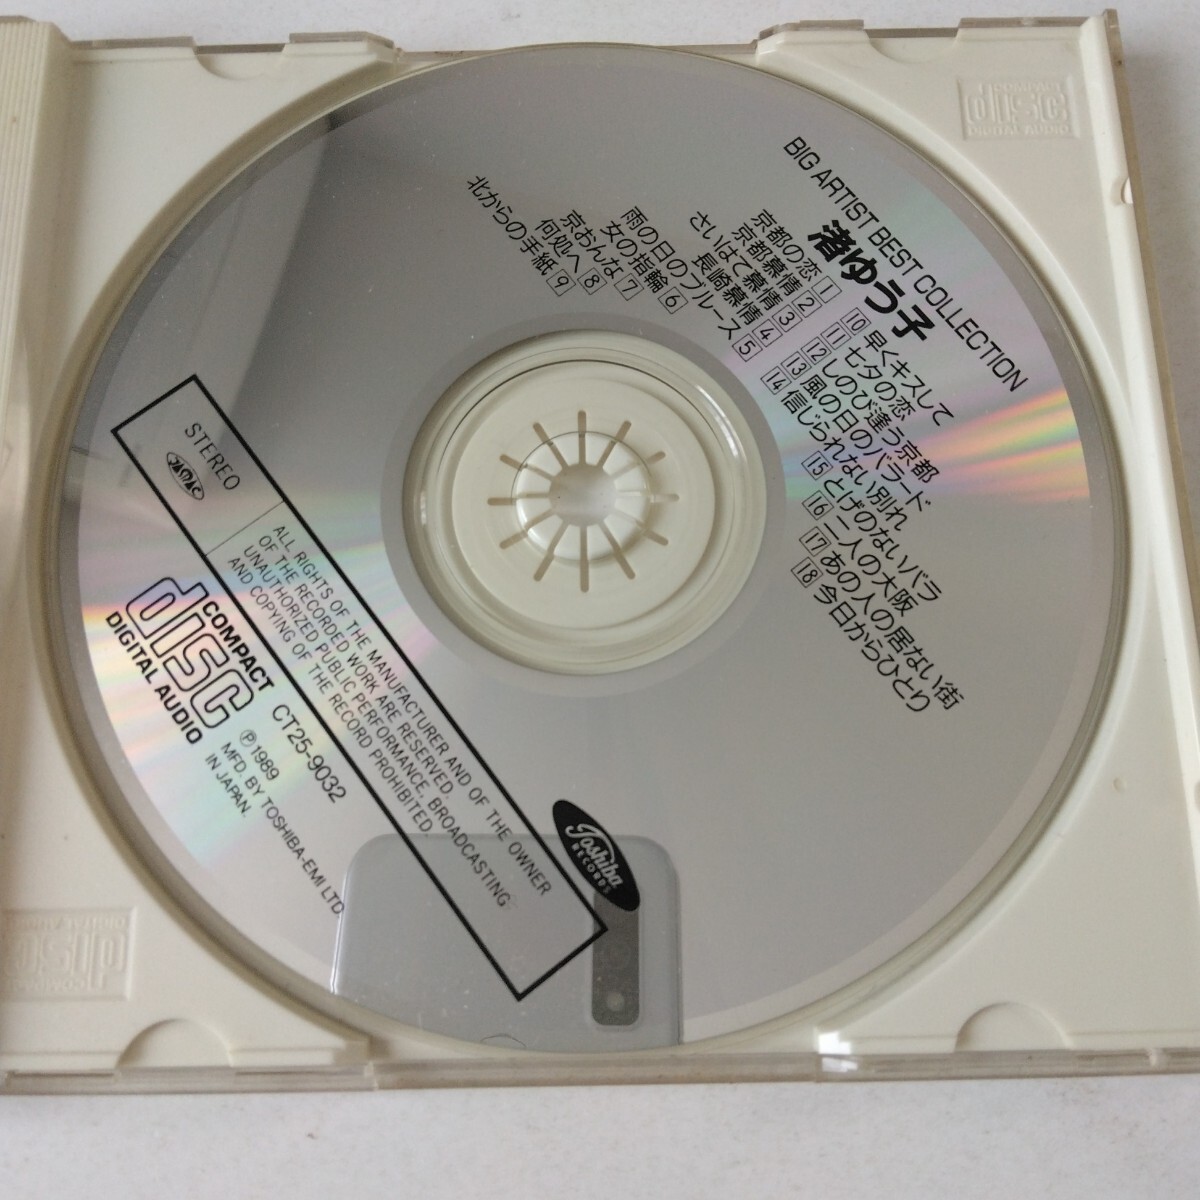 BIG ARTIST BEST COLLECTION
渚ゆう子
京都の恋 1
京都慕情 2
さいはて慕情 3
長崎慕情 4
雨の日のブルース 5
女の指輪 6
京おんな 7
何処へ 8
北からの手紙 9
10 早くキスして
11 七夕の恋
12 しのび逢う京都
13 風の日のバラード
14 信じられない別れ
15 とげのないバラ
16 二人の大阪
17 あの人の居ない街
18 今日からひとり
STEREO
JASRAC
ALL RIGHTS OF THE MANUFACTURER AND OF THE OWNER
OF THE RECORDED WORK ARE RESERVED.
UNAUTHORIZED PUBLIC PERFORMANCE, BROADCASTING
AND COPYING OF THE RECORD PROHIBITED.
Toshiba
RECORDS
COMPACT
disc
DIGITAL AUDIO
CT25-9032
℗1989
MFD. BY TOSHIBA-EMI LTD.
IN JAPAN.
COMPACT
disc
DIGITAL AUDIO
COMPACT
disc
DIGITAL AUDIO